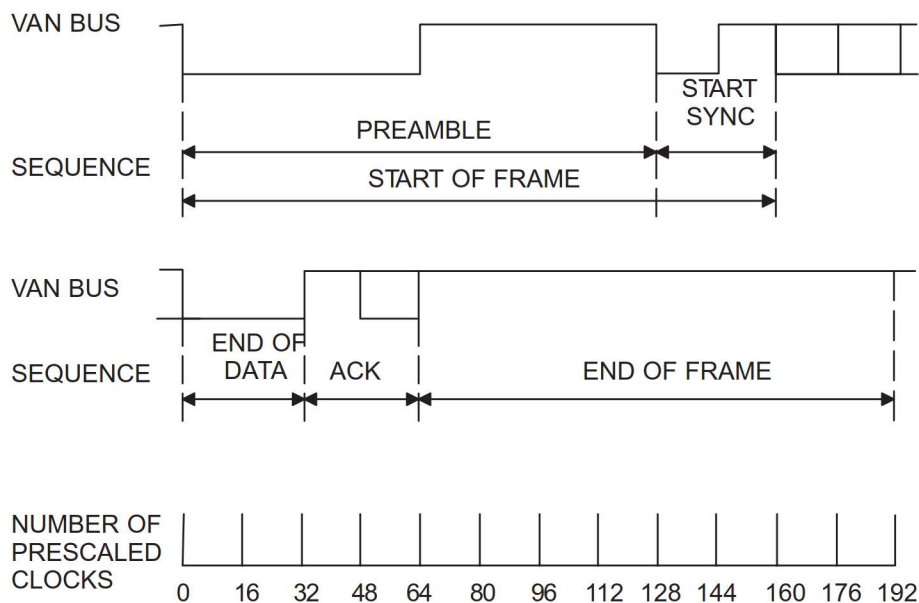 VAN BUS
START
SYNC
PREAMBLE
SEQUENCE
START OF FRAME
VAN BUS
END OF
DATA
ACK
END OF FRAME
SEQUENCE
NUMBER OF
PRESCALED
CLOCKS
0 16 32 48 64 80 96 112 128 144 160 176 192